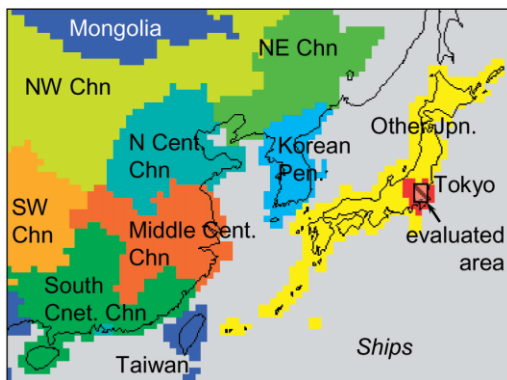 Mongolia
NE Chn
NW Chn
N Cent.
Chn
Korean
Pen.
Other Jpn.
Tokyo
SW
Chn
Middle Cent.
Chn
evaluated
area
South
Cnet. Chn
Taiwan
Ships